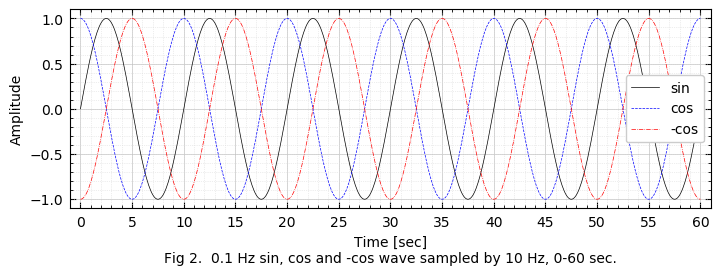 1.0
0.5
0.0
−0.5
−1.0
Amplitude
sin
cos
-cos
0 5 10 15 20 25 30 35 40 45 50 55 60
Time [sec]
Fig 2.  0.1 Hz sin, cos and -cos wave sampled by 10 Hz, 0-60 sec.